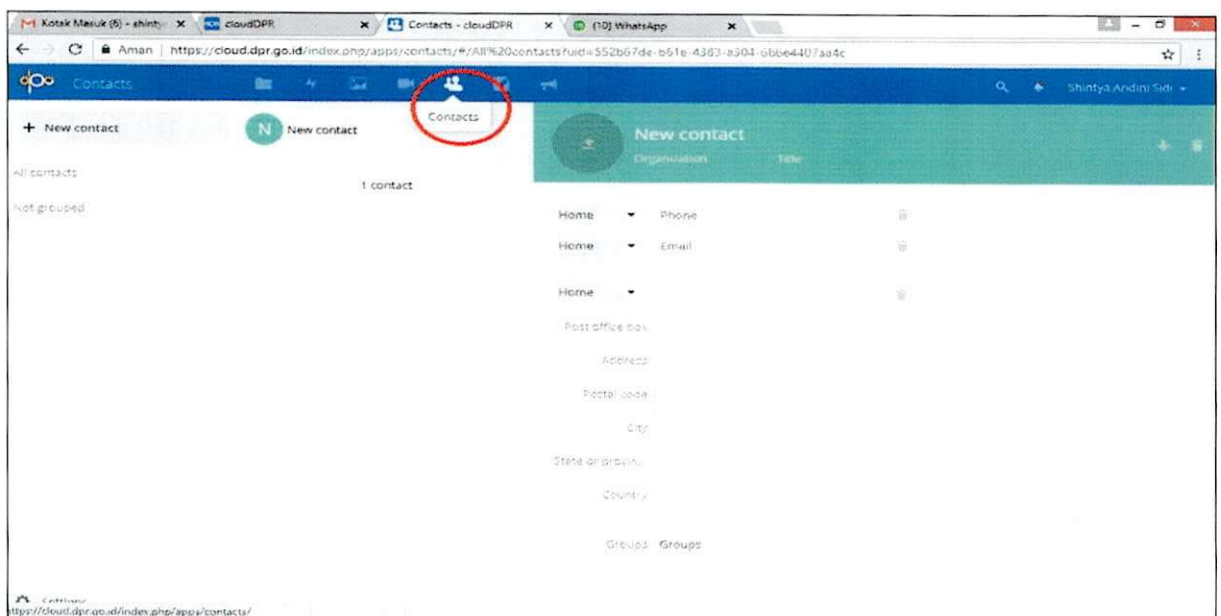 Kotak Masuk (6) - shinty
cloudDPR
Contacts - cloudDPR
(10) WhatsApp
Aman
https://cloud.dpr.go.id/index.php/apps/contacts/#/All%20contacts?uid=552b67de-b61e-4383-a304-6b6e4407aa4c
Contacts
Shintya Andini Sidi
Contacts
+ New contact
N New contact
New contact
Organization Title
All contacts
1 contact
Not grouped
Home Phone
Home Email
Home
Post office box
Address
Postal code
City
State or provin...
Country
Groups Groups
Settings
https://cloud.dpr.go.id/index.php/apps/contacts/